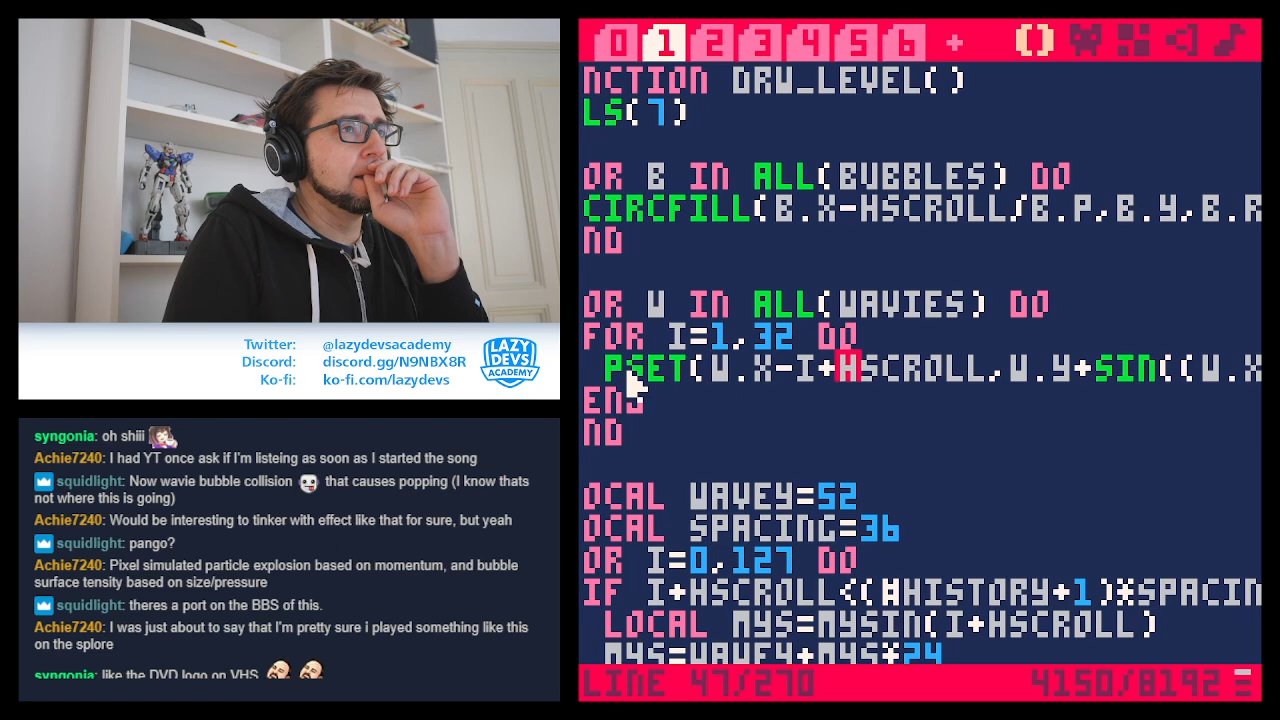 Twitter: @lazydevsacademy
Discord: discord.gg/N9NBX8R
Ko-fi: ko-fi.com/lazydevs
LAZY
DEVS
ACADEMY
syngonia: oh shiii
Achie7240: I had YT once ask if I'm listeing as soon as I started the song
squidlight: Now wavie bubble collision that causes popping (I know thats
not where this is going)
Achie7240: Would be interesting to tinker with effect like that for sure, but yeah
squidlight: pango?
Achie7240: Pixel simulated particle explosion based on momentum, and bubble
surface tensity based on size/pressure
squidlight: theres a port on the BBS of this.
Achie7240: I was just about to say that I'm pretty sure i played something like this
on the splore
syngonia: like the DVD logo on VHS
0 1 2 3 4 5 6 + ()
NCTION DRW_LEVEL()
LS(7)
OR B IN ALL(BUBBLES) DO
CIRCFILL(B.X-HSCROLL/B.P,B.Y,B.R
ND
OR W IN ALL(WAVIES) DO
FOR I=1,32 DO
PSET(W.X-I+HSCROLL,W.Y+SIN((W.X
END
ND
OCAL WAVEY=52
OCAL SPACING=36
OR I=0,127 DO
IF I+HSCROLL<((#HISTORY+1)*SPACIN
LOCAL MYS=MYSIN(I+HSCROLL)
MYS=WAVEY+MYS*24
LINE 47/270 4150/8192